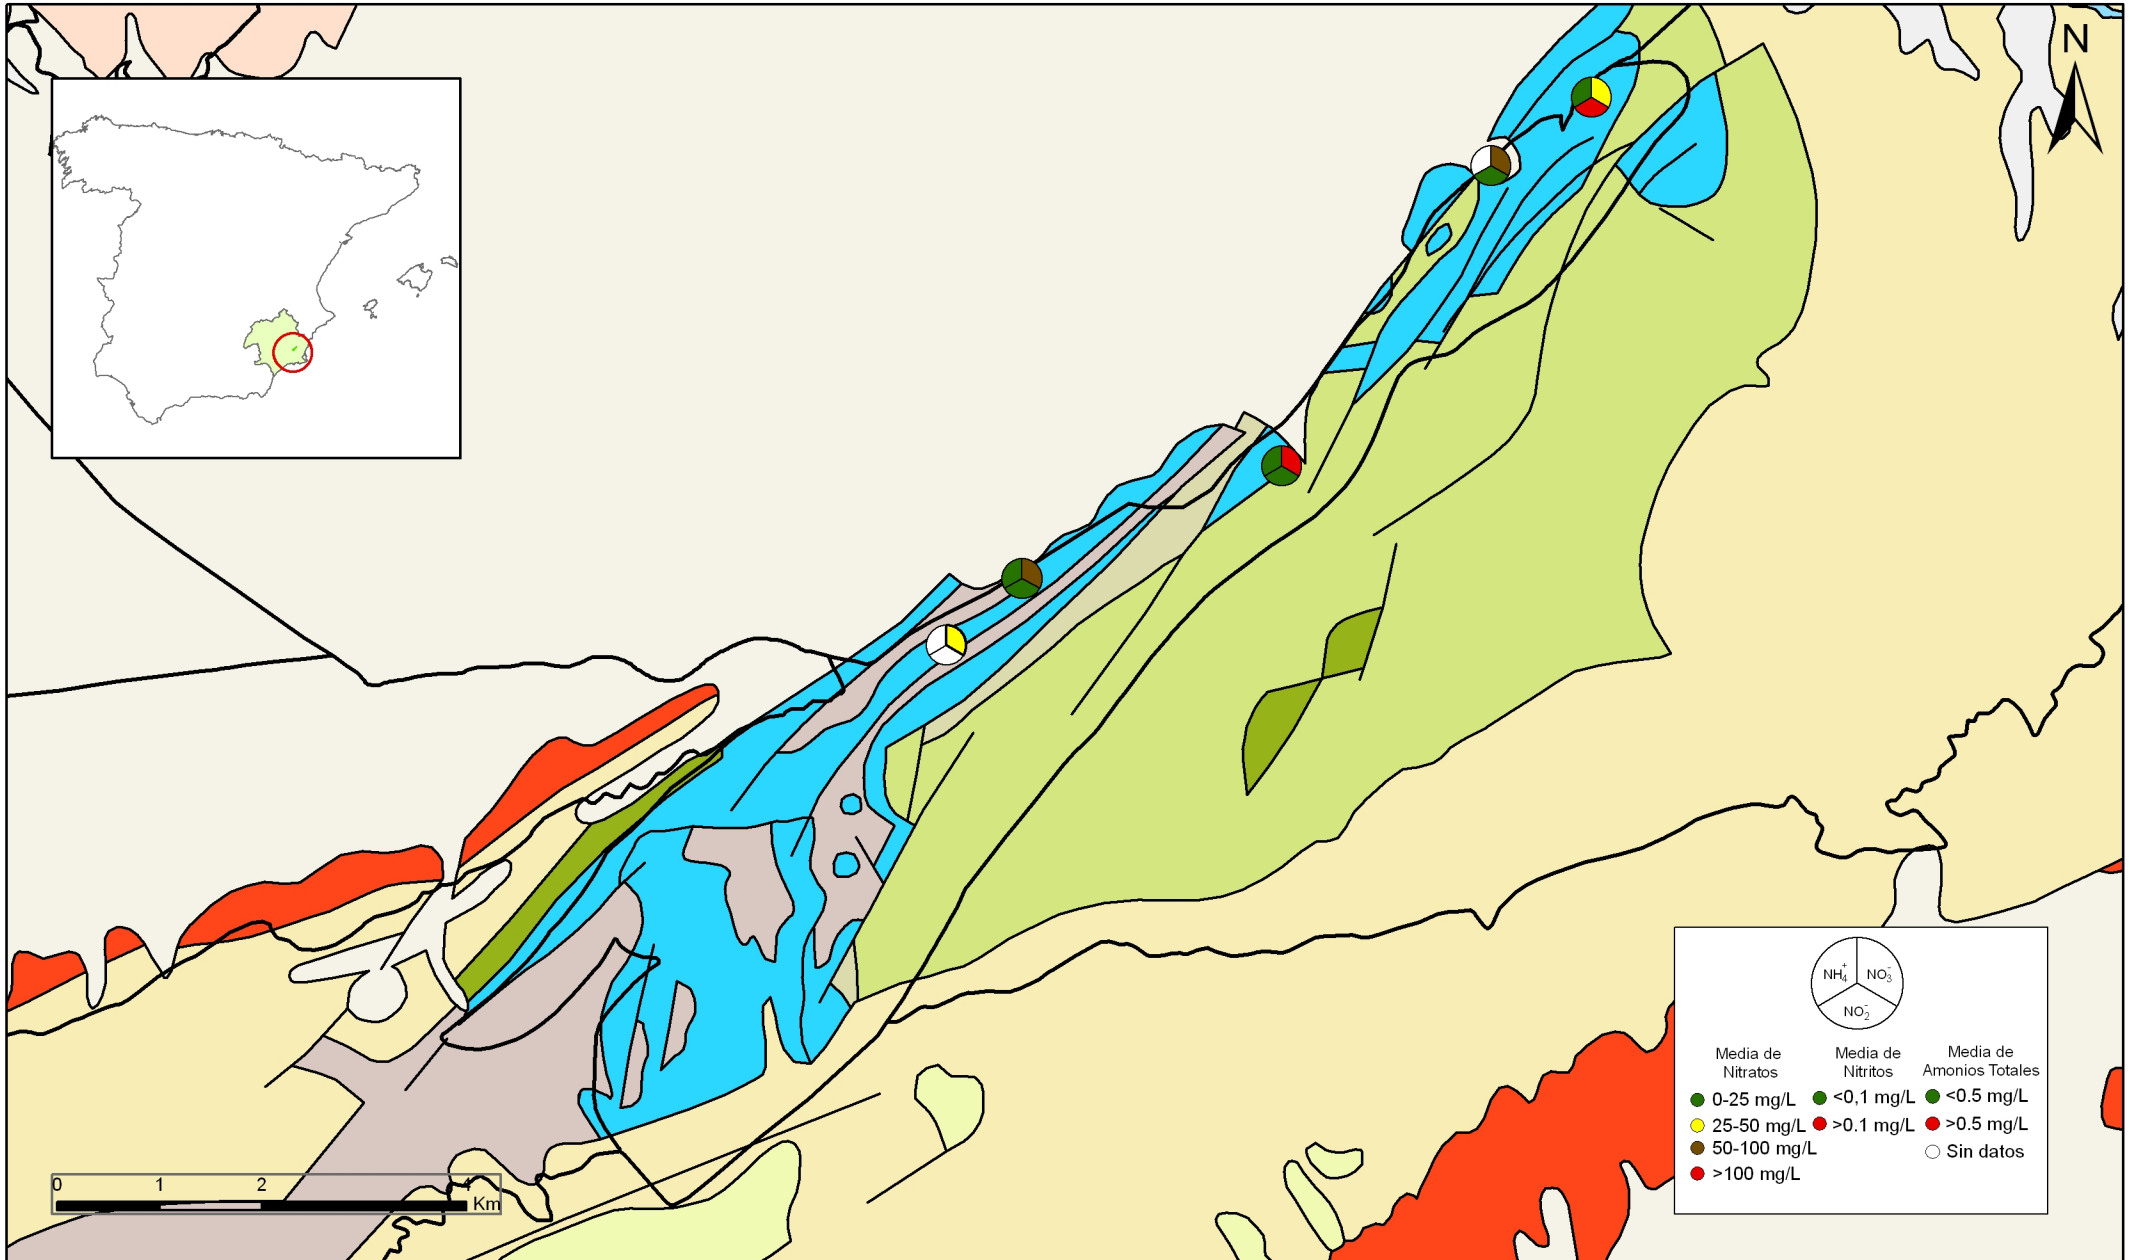 N
NH4+ NO3-
NO2-
Media de Nitratos
Media de Nitritos
Media de Amonios Totales
0-25 mg/L
<0,1 mg/L
<0.5 mg/L
25-50 mg/L
>0.1 mg/L
>0.5 mg/L
50-100 mg/L
Sin datos
>100 mg/L
0 1 2 4
Km